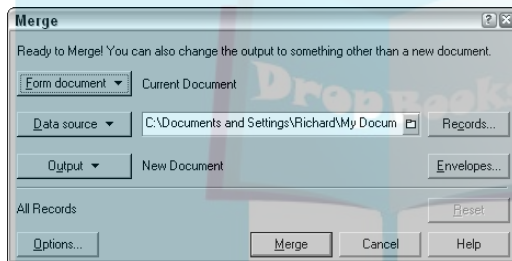 Merge
Ready to Merge! You can also change the output to something other than a new document.
Form document Current Document
Data source C:\Documents and Settings\Richard\My Docum Records...
Output New Document Envelopes...
All Records Reset
Options... Merge Cancel Help
DropBooks